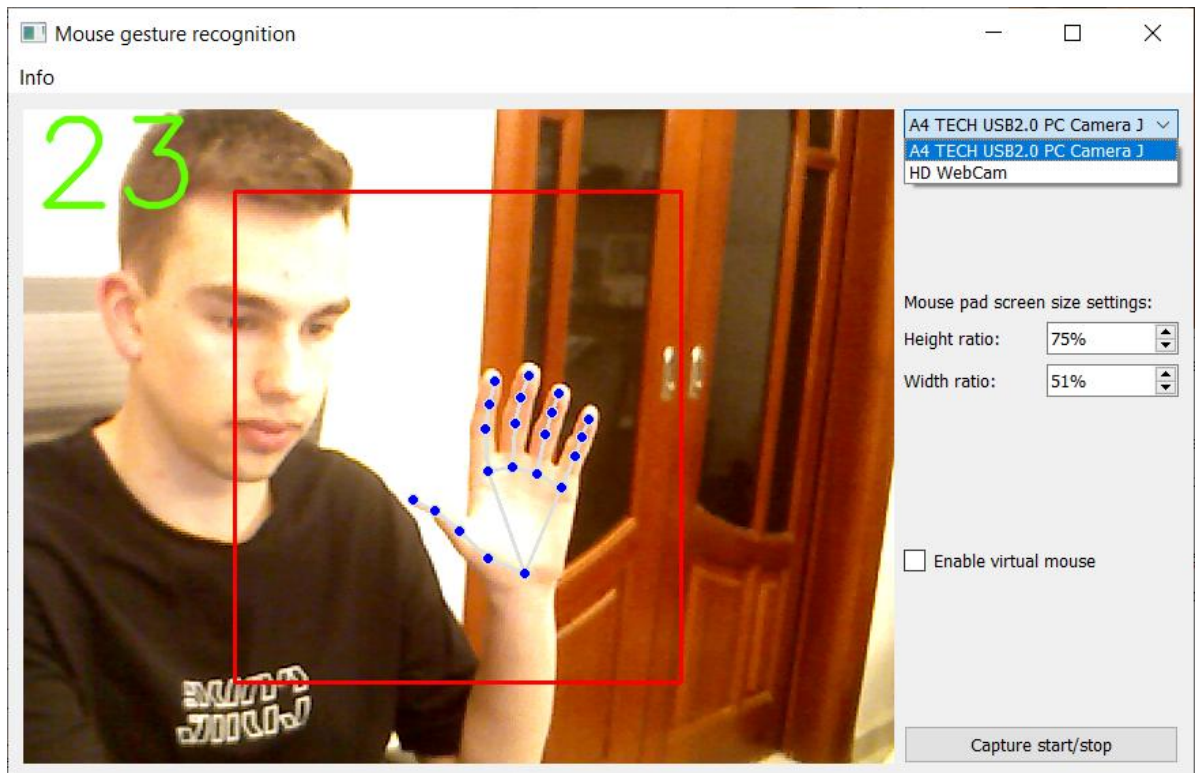 Mouse gesture recognition
Info
23
A4 TECH USB2.0 PC Camera J
A4 TECH USB2.0 PC Camera J
HD WebCam
Mouse pad screen size settings:
Height ratio: 75%
Width ratio: 51%
Enable virtual mouse
Capture start/stop